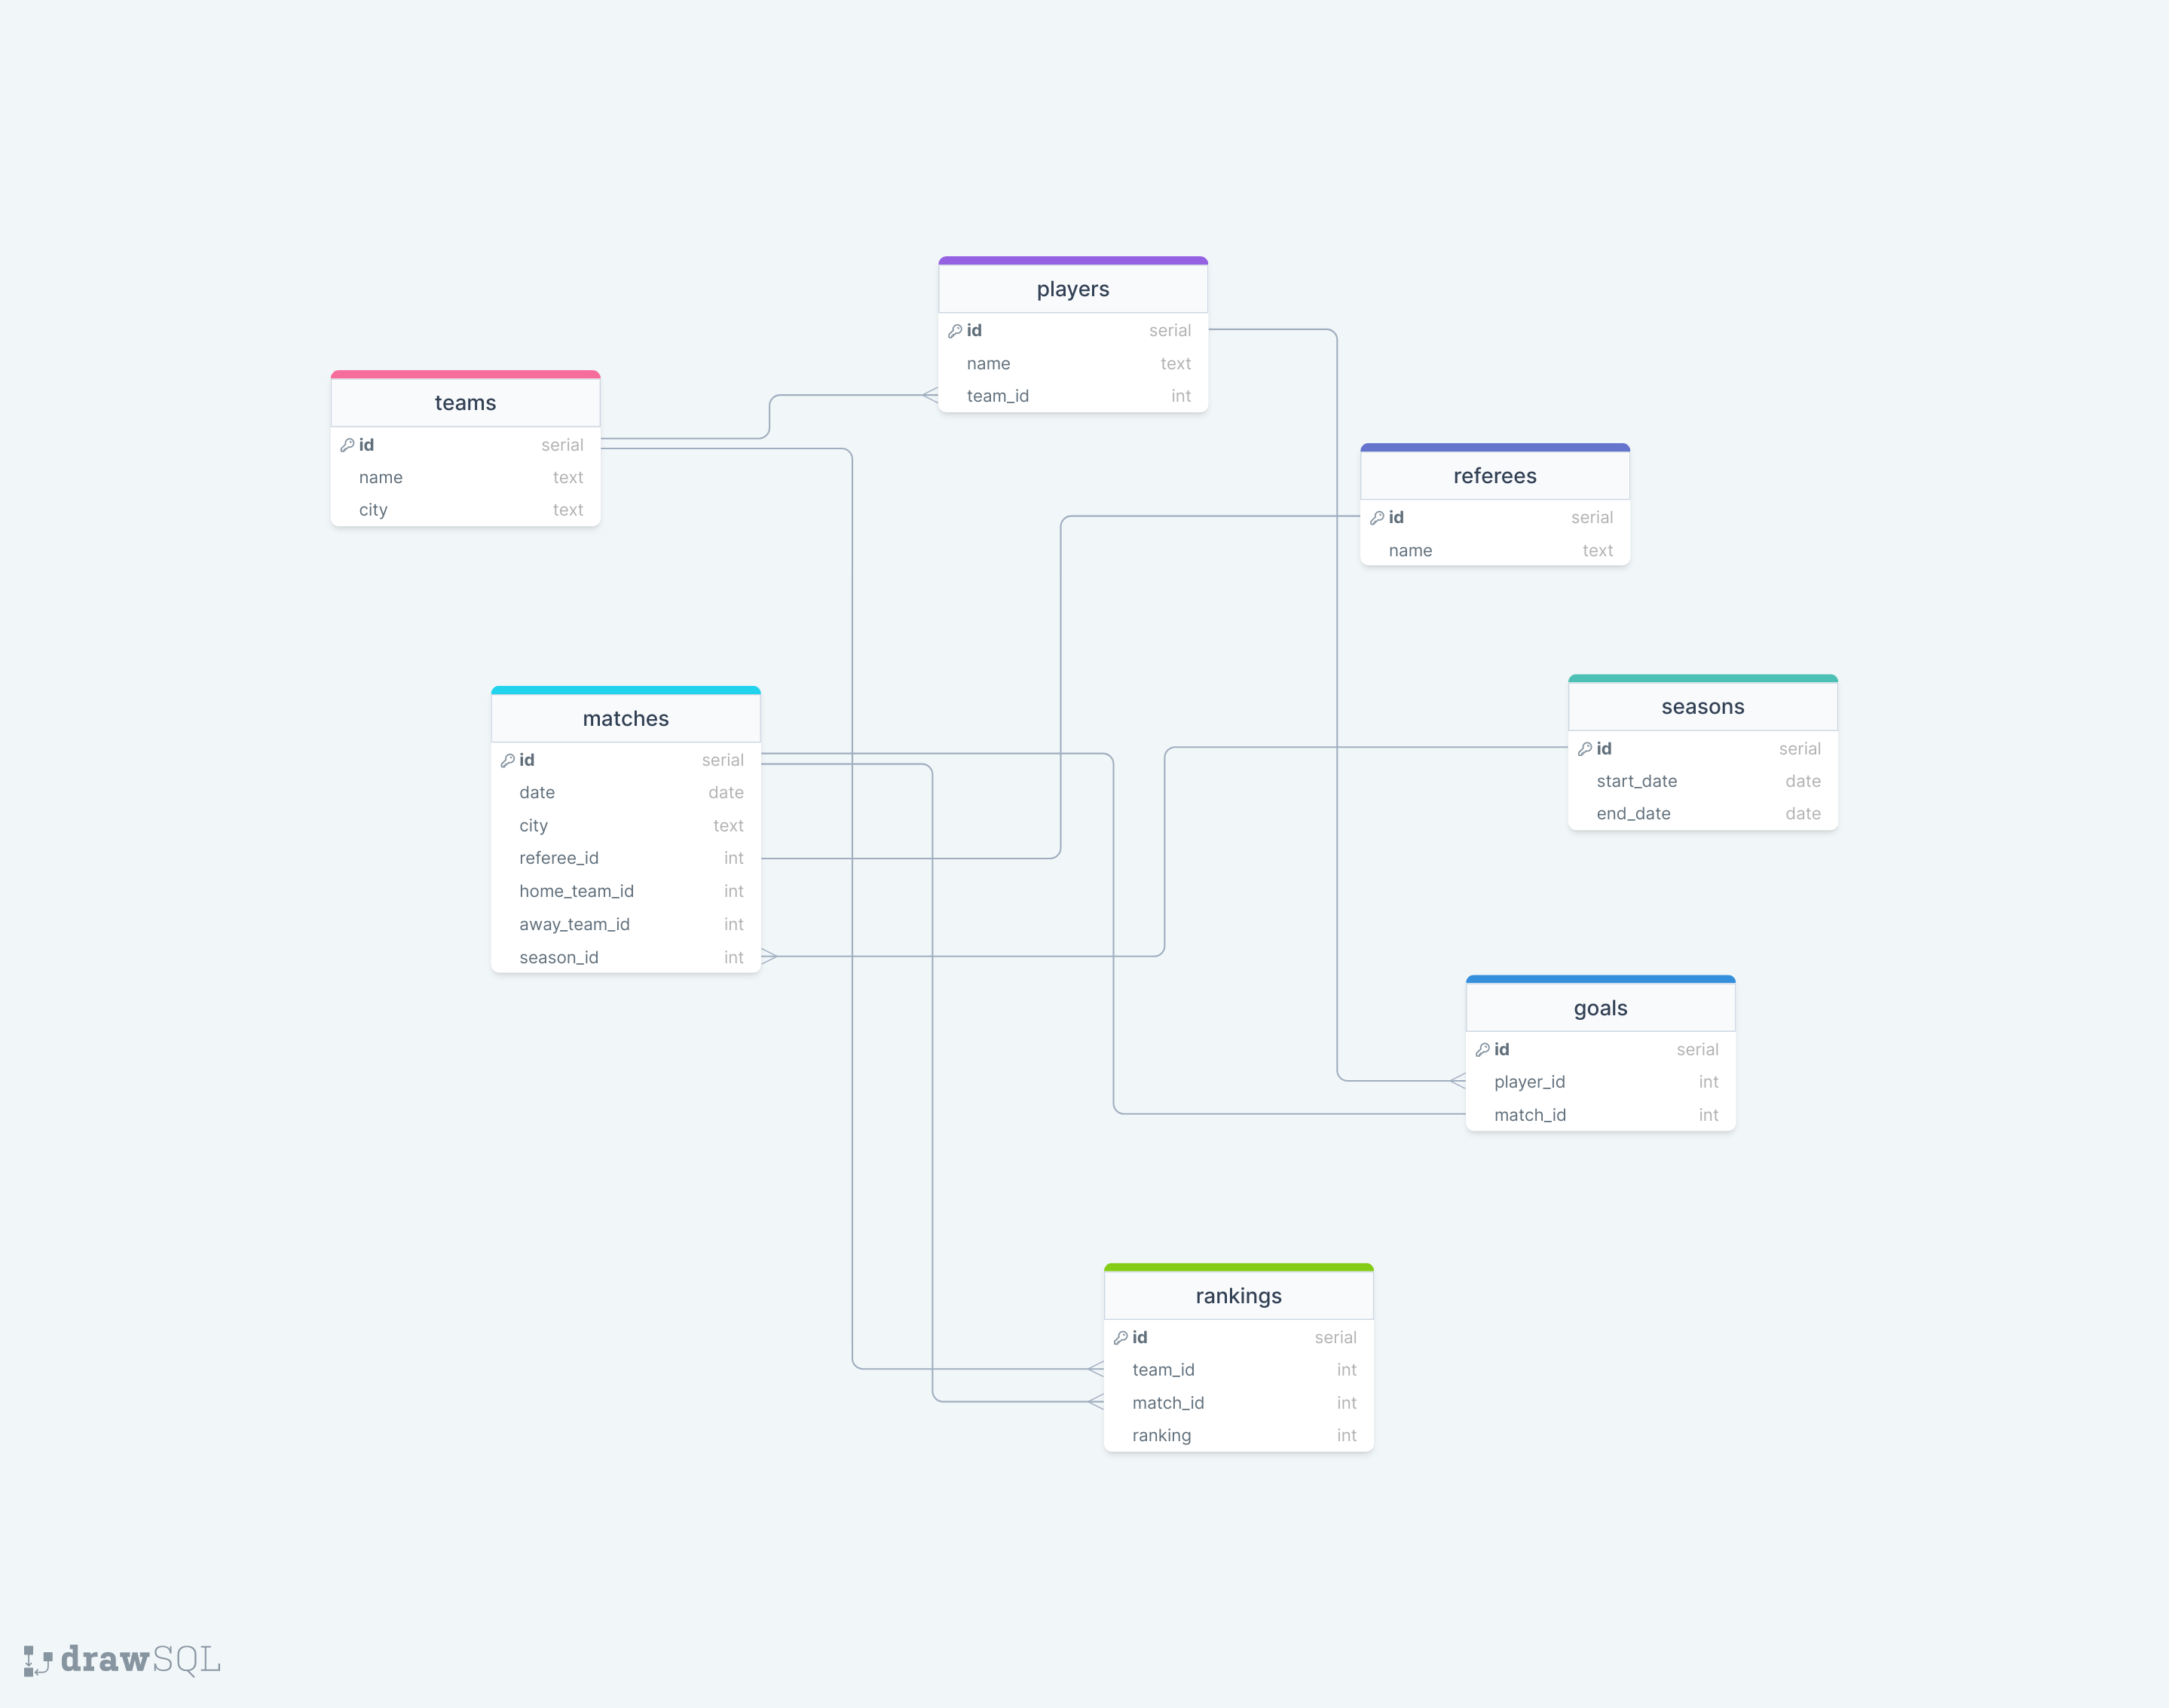 players
id serial
name text
team_id int
teams
id serial
name text
city text
referees
id serial
name text
matches
id serial
date date
city text
referee_id int
home_team_id int
away_team_id int
season_id int
seasons
id serial
start_date date
end_date date
goals
id serial
player_id int
match_id int
rankings
id serial
team_id int
match_id int
ranking int
drawSQL